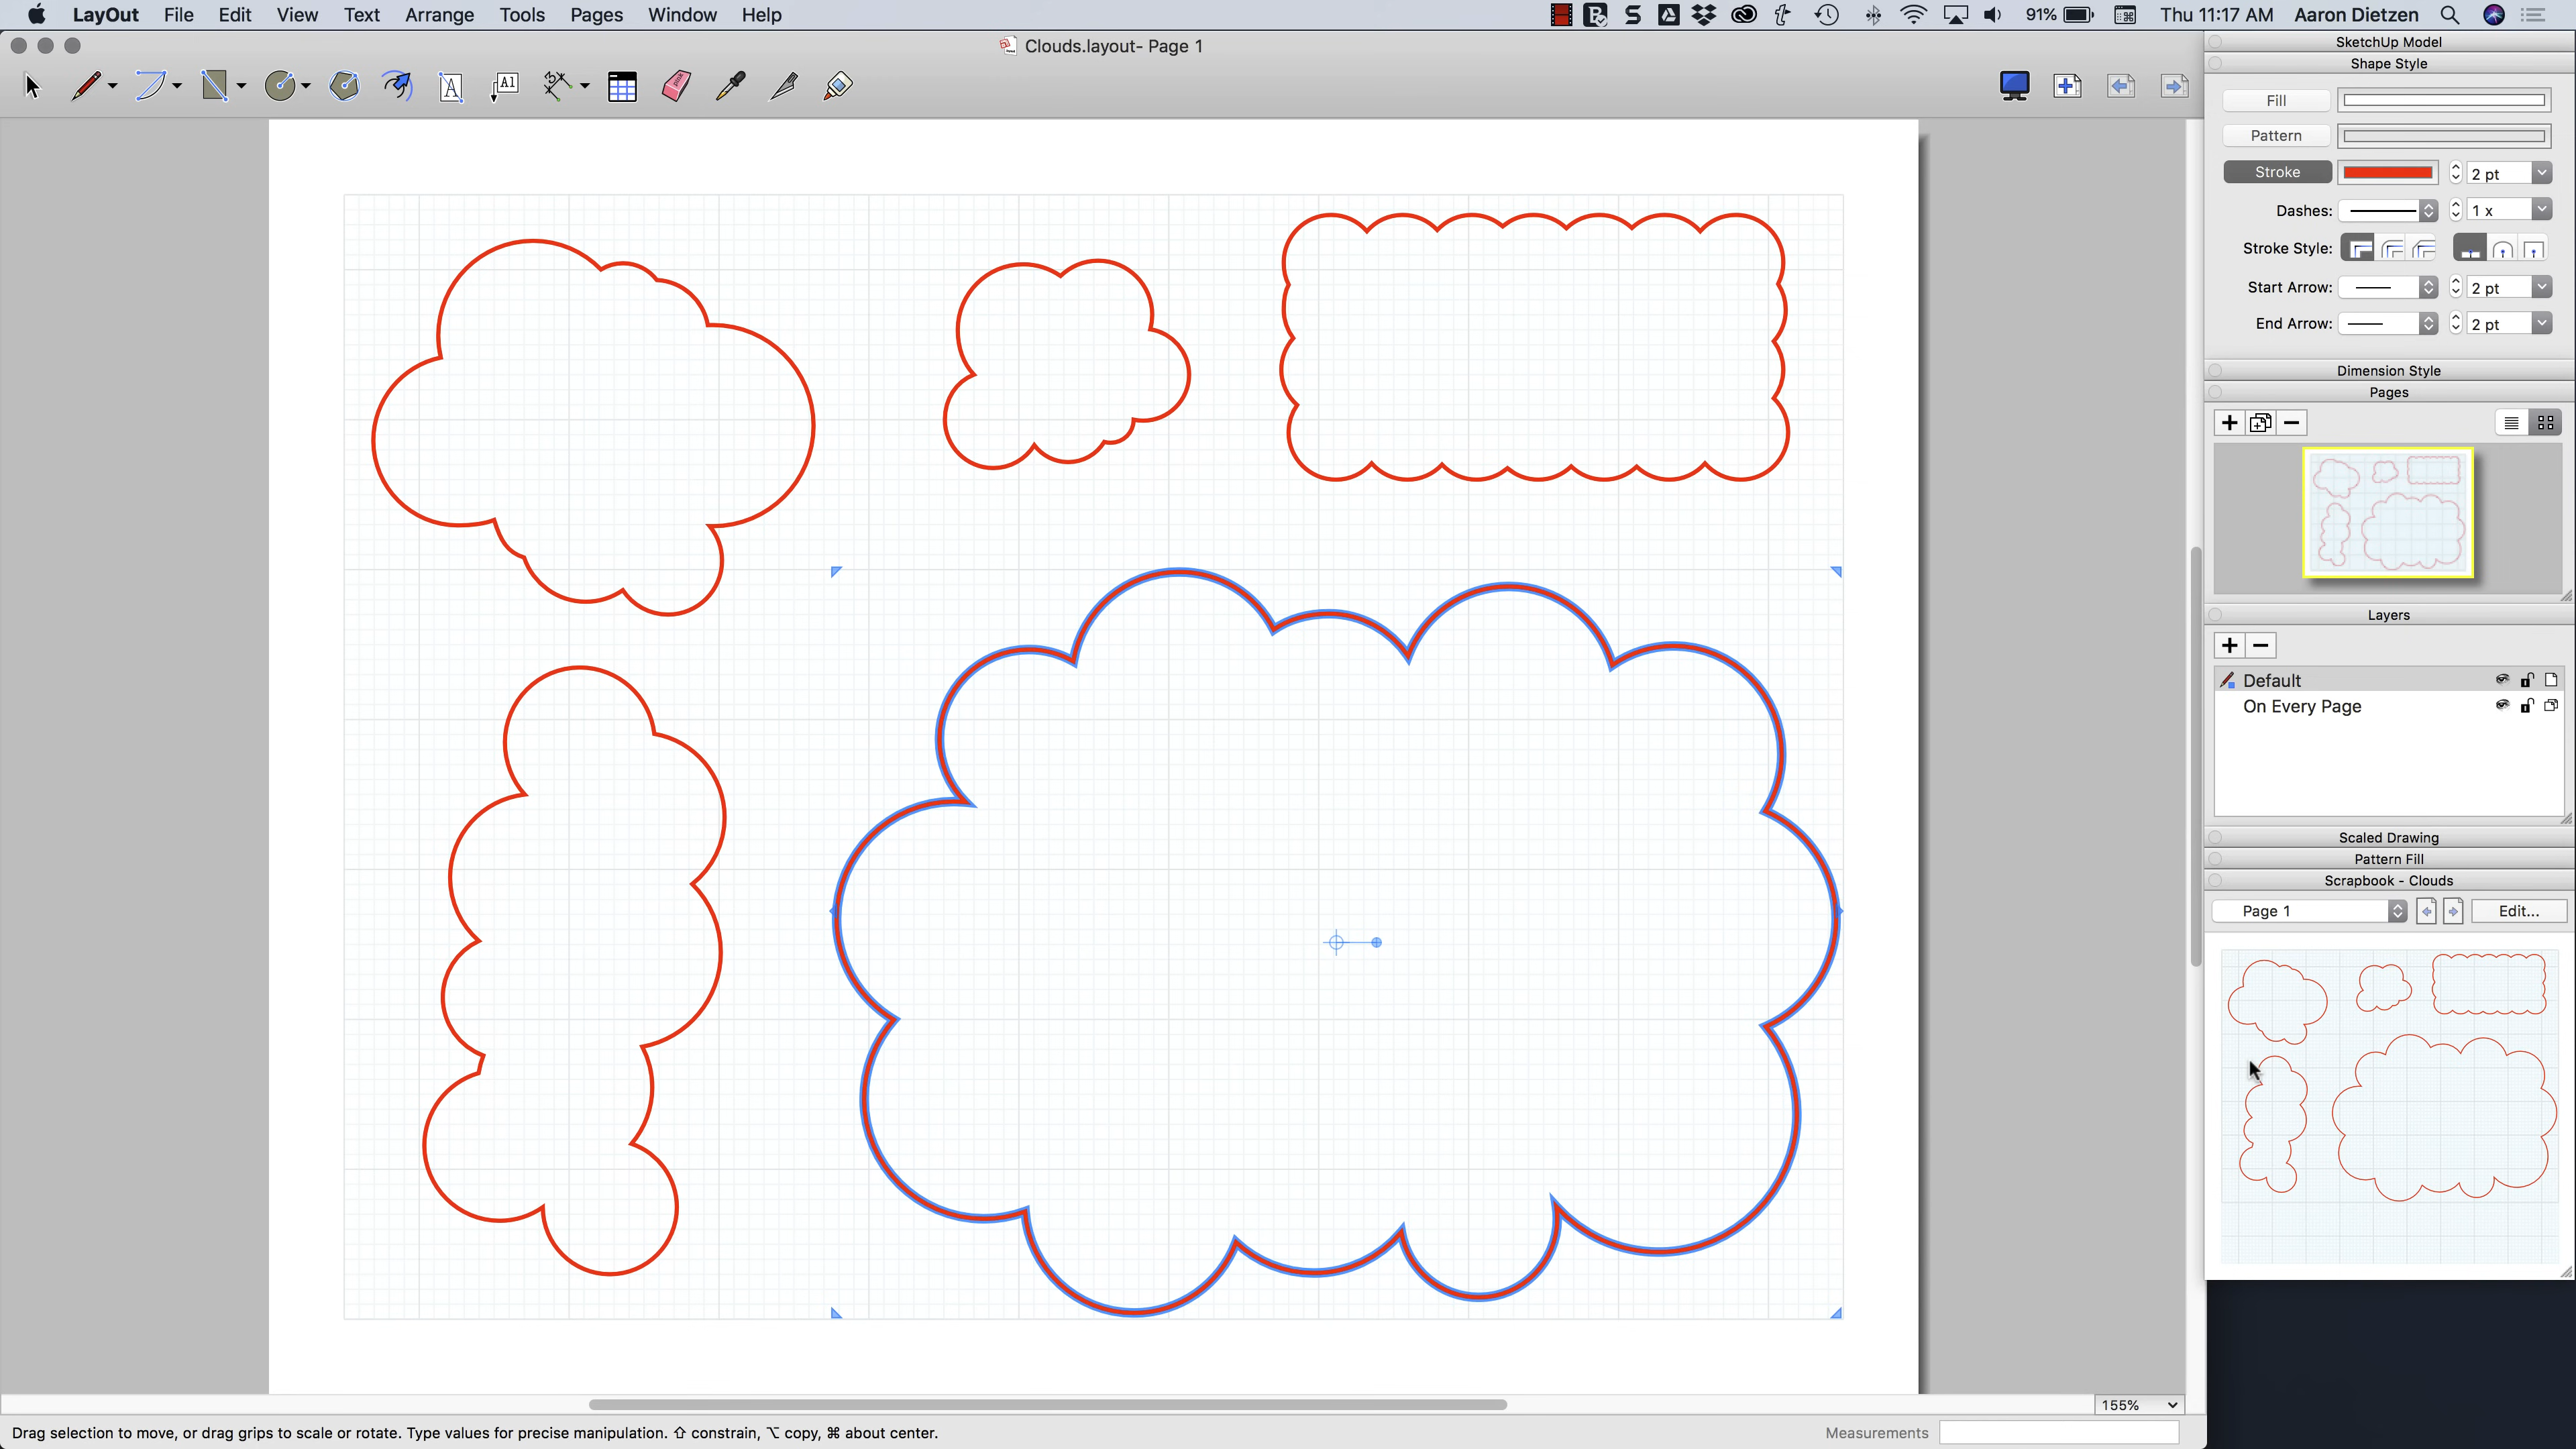 LayOut File Edit View Text Arrange Tools Pages Window Help 91% Thu 11:17 AM Aaron Dietzen
Clouds.layout- Page 1
SketchUp Model
Shape Style
Fill
Pattern
Stroke 2 pt
Dashes: 1 x
Stroke Style:
Start Arrow: 2 pt
End Arrow: 2 pt
Dimension Style
Pages
Layers
Default
On Every Page
Scaled Drawing
Pattern Fill
Scrapbook - Clouds
Page 1 Edit...
155%
Drag selection to move, or drag grips to scale or rotate. Type values for precise manipulation. ⇧ constrain, ⌥ copy, ⌘ about center.
Measurements